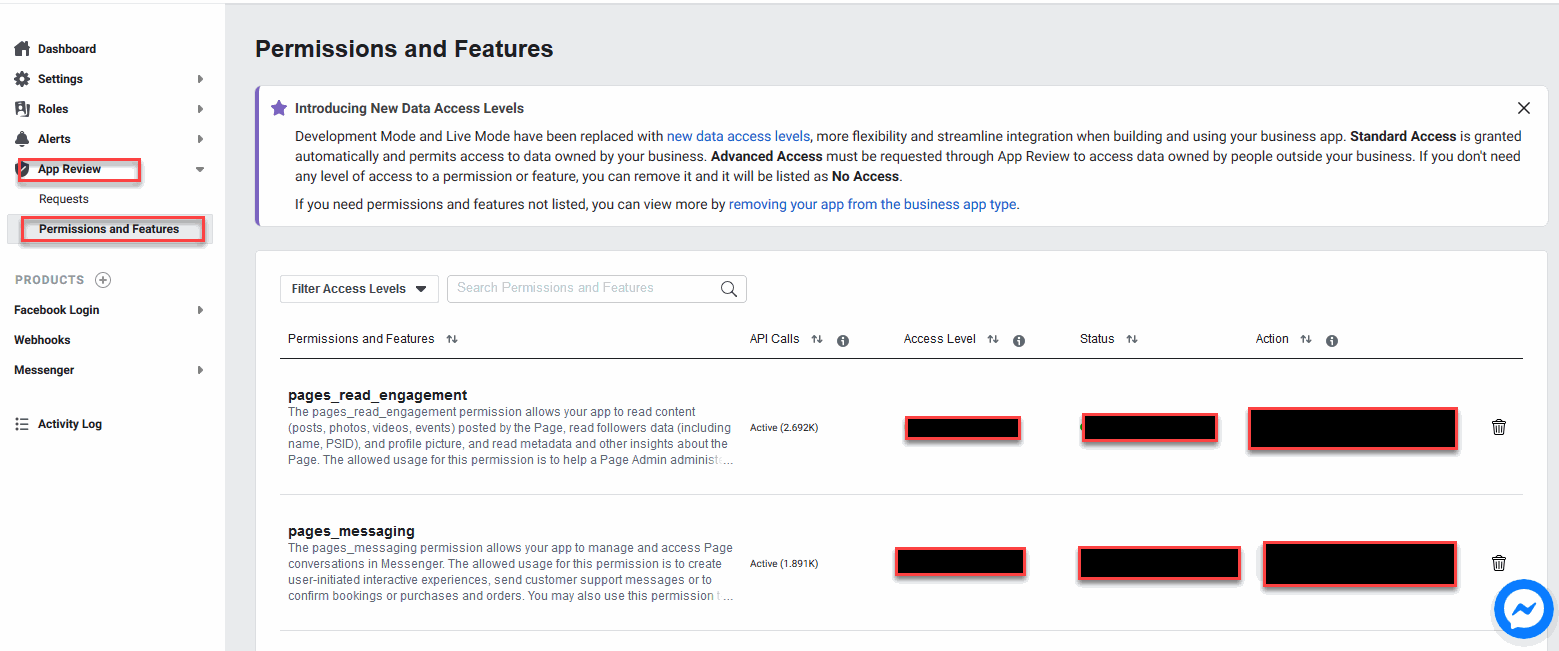 Dashboard
Settings
Roles
Alerts
App Review
Requests
Permissions and Features
PRODUCTS
Facebook Login
Webhooks
Messenger
Activity Log
Permissions and Features
Introducing New Data Access Levels
Development Mode and Live Mode have been replaced with new data access levels, more flexibility and streamline integration when building and using your business app. Standard Access is granted
automatically and permits access to data owned by your business. Advanced Access must be requested through App Review to access data owned by people outside your business. If you don't need
any level of access to a permission or feature, you can remove it and it will be listed as No Access.
If you need permissions and features not listed, you can view more by removing your app from the business app type.
Filter Access Levels
Search Permissions and Features
Permissions and Features API Calls Access Level Status Action
pages_read_engagement
The pages_read_engagement permission allows your app to read content
(posts, photos, videos, events) posted by the Page, read followers data (including
name, PSID), and profile picture, and read metadata and other insights about the
Page. The allowed usage for this permission is to help a Page Admin administe...
Active (2.692K)
pages_messaging
The pages_messaging permission allows your app to manage and access Page
conversations in Messenger. The allowed usage for this permission is to create
user-initiated interactive experiences, send customer support messages or to
confirm bookings or purchases and orders. You may also use this permission t...
Active (1.891K)